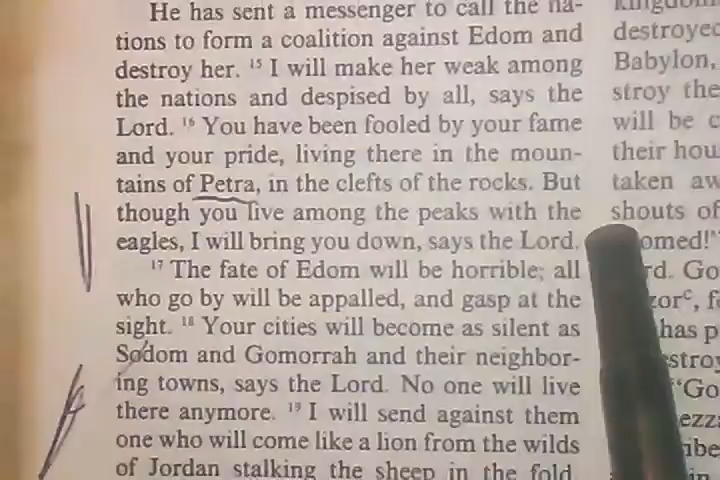 He has sent a messenger to call the na-
tions to form a coalition against Edom and
destroy her. ¹⁵ I will make her weak among
the nations and despised by all, says the
Lord. ¹⁶ You have been fooled by your fame
and your pride, living there in the moun-
tains of Petra, in the clefts of the rocks. But
though you live among the peaks with the
eagles, I will bring you down, says the Lord.
¹⁷ The fate of Edom will be horrible; all
who go by will be appalled, and gasp at the
sight. ¹⁸ Your cities will become as silent as
Sodom and Gomorrah and their neighbor-
ing towns, says the Lord. No one will live
there anymore. ¹⁹ I will send against them
one who will come like a lion from the wilds
of Jordan stalking the sheep in the fold.
destroyed
Babylon,
stroy the
will be
their
taken
shouts of
has